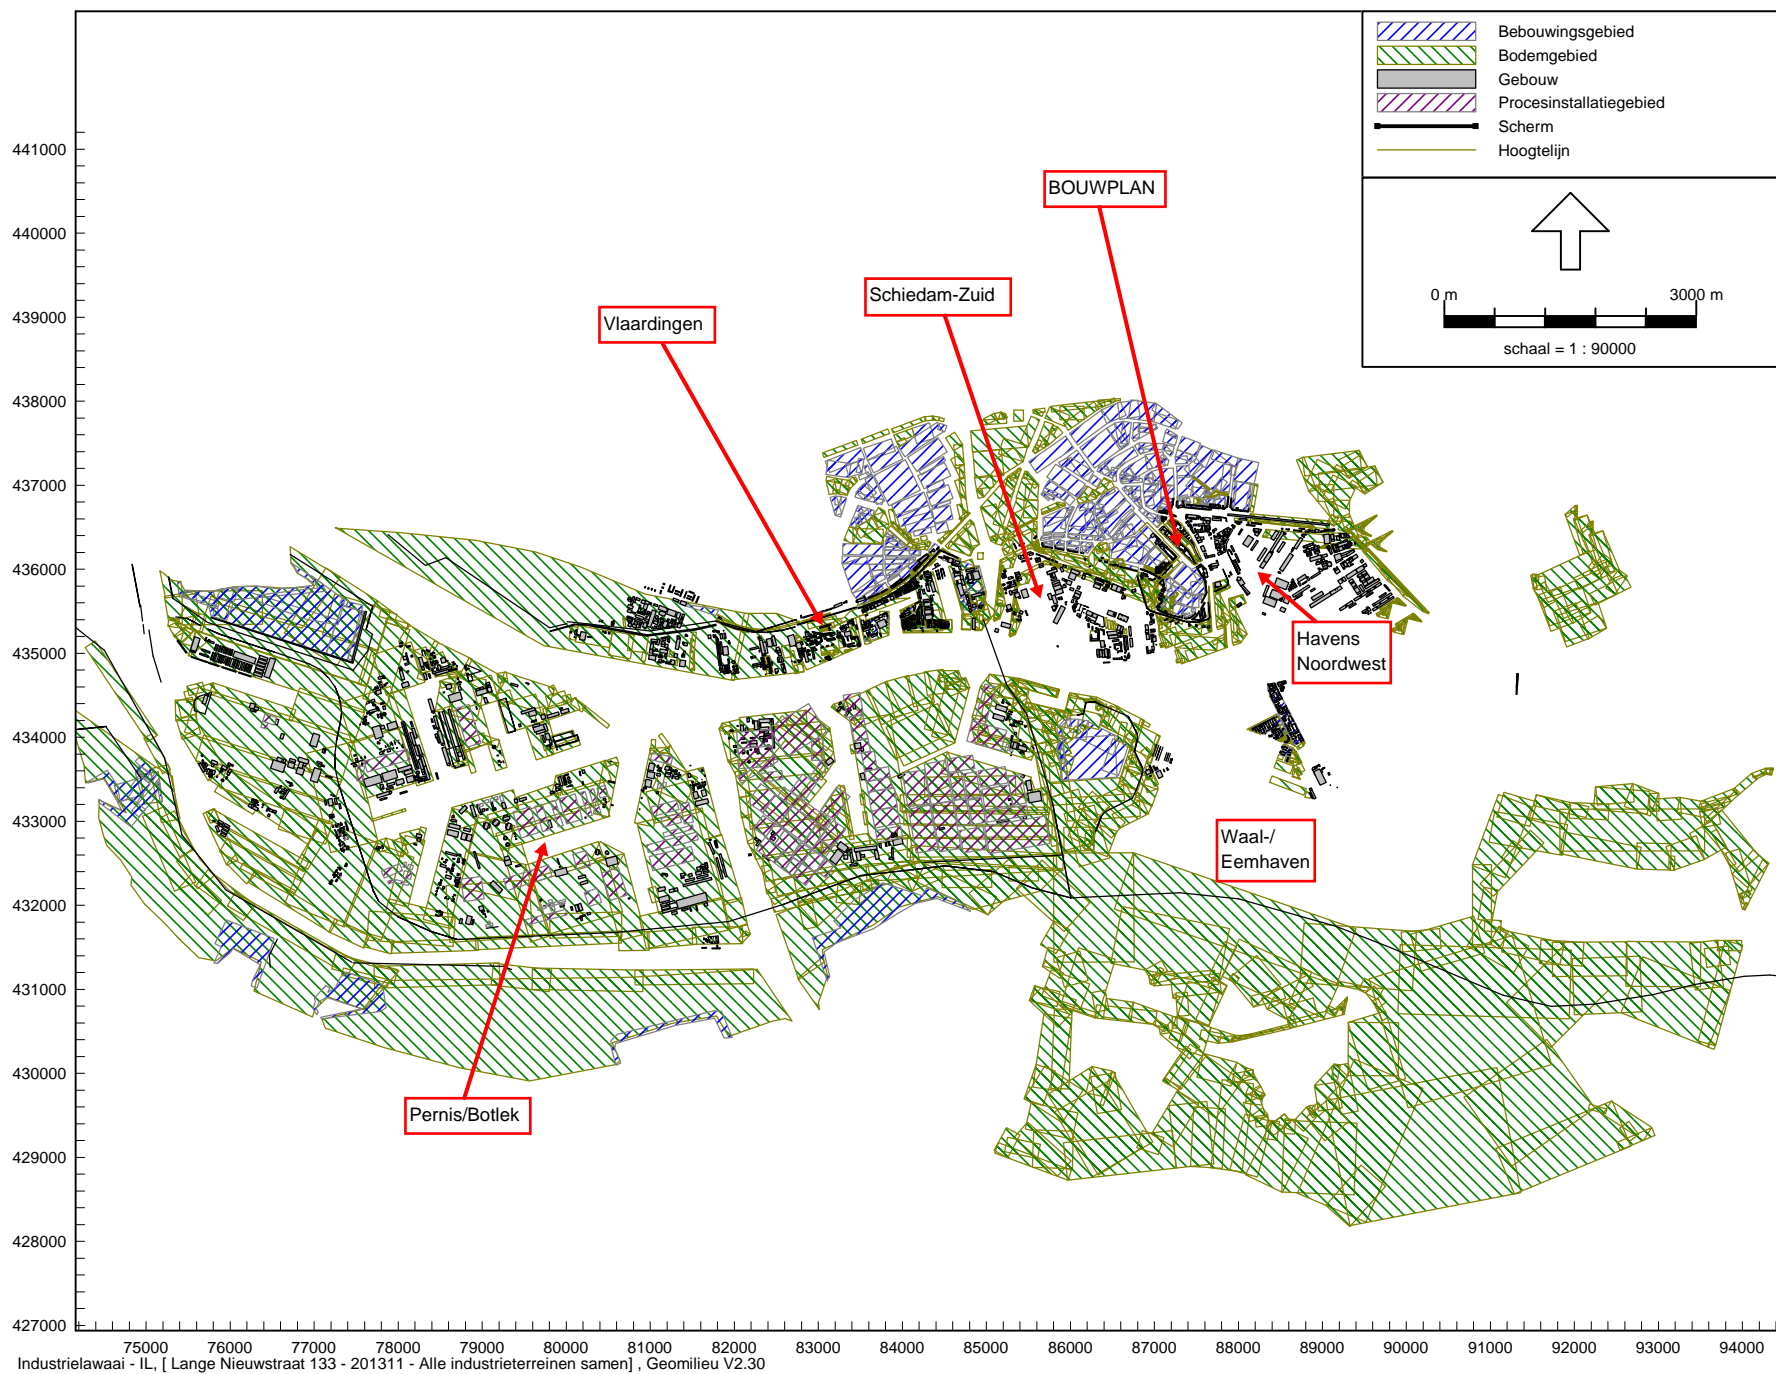 Bebouwingsgebied
Bodemgebied
Gebouw
Procesinstallatiegebied
Scherm
Hoogtelijn
0 m 3000 m
schaal = 1 : 90000
BOUWPLAN
Schiedam-Zuid
Vlaardingen
Havens
Noordwest
Waal-/
Eemhaven
Pernis/Botlek
441000
440000
439000
438000
437000
436000
435000
434000
433000
432000
431000
430000
429000
428000
427000
75000 76000 77000 78000 79000 80000 81000 82000 83000 84000 85000 86000 87000 88000 89000 90000 91000 92000 93000 94000
Industrielawaai - IL, [ Lange Nieuwstraat 133 - 201311 - Alle industrieterreinen samen] , Geomilieu V2.30